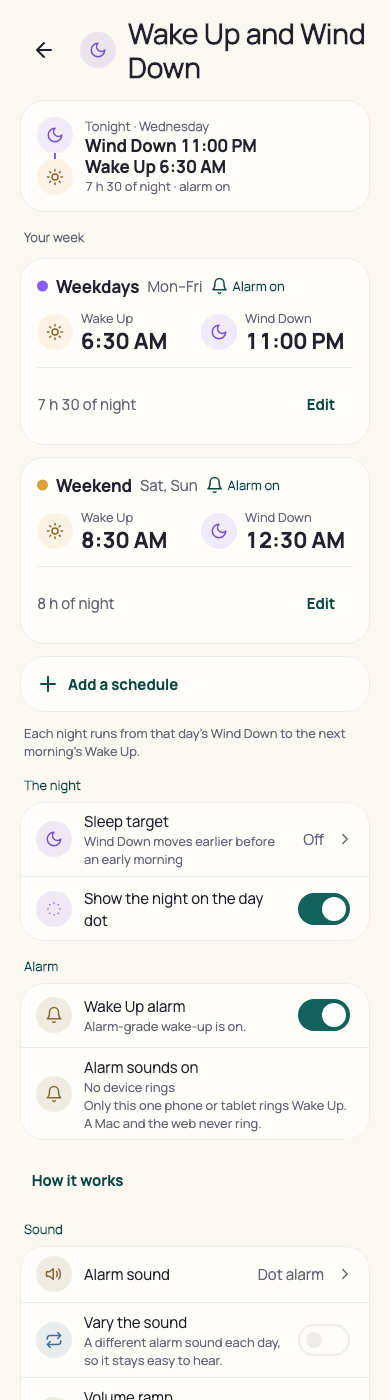 Wake Up and Wind
Down
Tonight · Wednesday
Wind Down 11:00 PM
Wake Up 6:30 AM
7 h 30 of night · alarm on
Your week
Weekdays Mon–Fri Alarm on
Wake Up Wind Down
6:30 AM 11:00 PM
7 h 30 of night Edit
Weekend Sat, Sun Alarm on
Wake Up Wind Down
8:30 AM 12:30 AM
8 h of night Edit
Add a schedule
Each night runs from that day's Wind Down to the next
morning's Wake Up.
The night
Sleep target
Wind Down moves earlier before
an early morning
Off
Show the night on the day
dot
Alarm
Wake Up alarm
Alarm-grade wake-up is on.
Alarm sounds on
No device rings
Only this one phone or tablet rings Wake Up.
A Mac and the web never ring.
How it works
Sound
Alarm sound Dot alarm
Vary the sound
A different alarm sound each day,
so it stays easy to hear.
Volume ramp